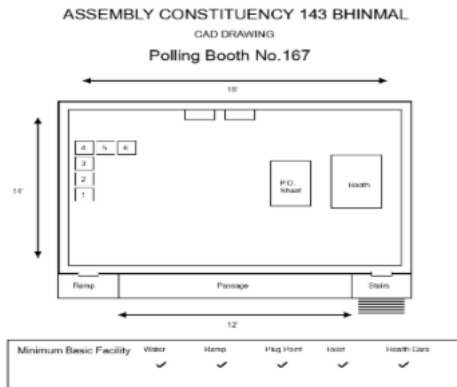 ASSEMBLY CONSTITUENCY 143 BHINMAL
CAD DRAWING
Polling Booth No.167
4 5 6
3
2
1
P.O.
Sheet
Booth
14'
Ramp Passage Stairs
12'
Minimum Basic Facility Water Ramp Plug Point Toilet Health Care